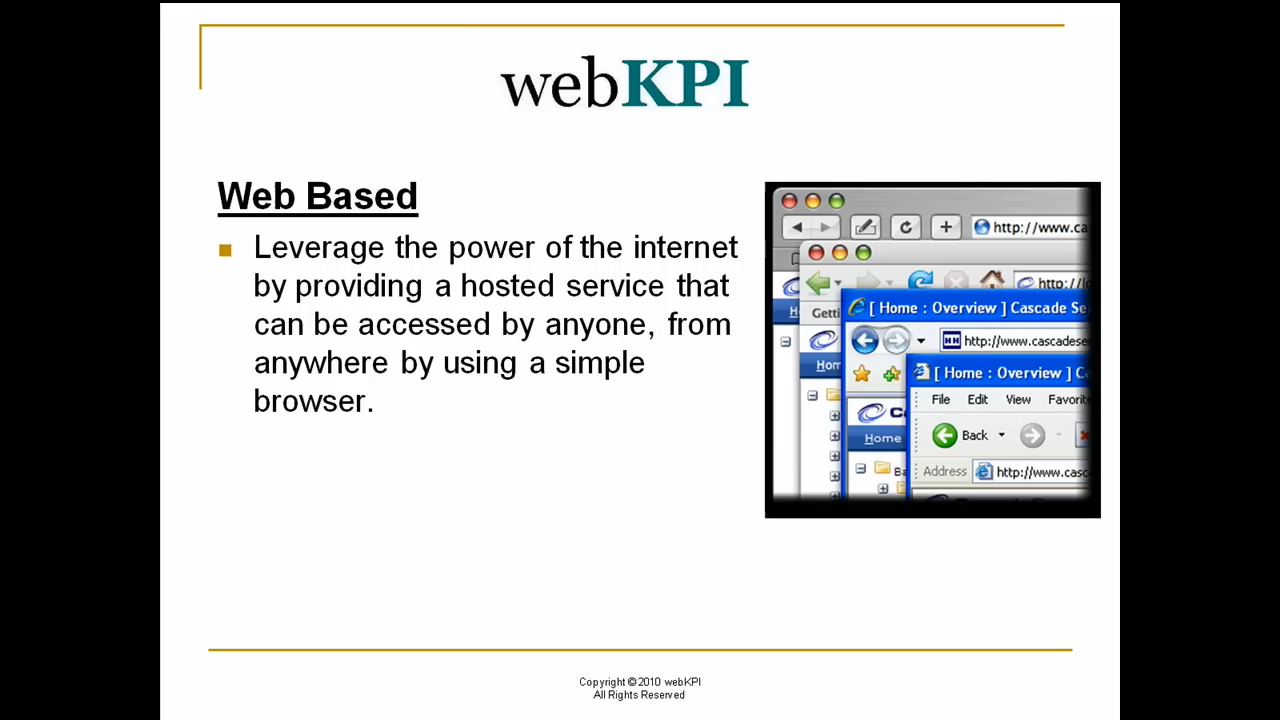 webKPI
Web Based
Leverage the power of the internet
by providing a hosted service that
can be accessed by anyone, from
anywhere by using a simple
browser.
http://www.ca
http://l
Getti
[ Home : Overview ] Cascade Se
http://www.cascadese
Hom
[ Home : Overview ] C
File Edit View Favorit
Home
Back
Address http://www.casc
Copyright © 2010 webKPI
All Rights Reserved